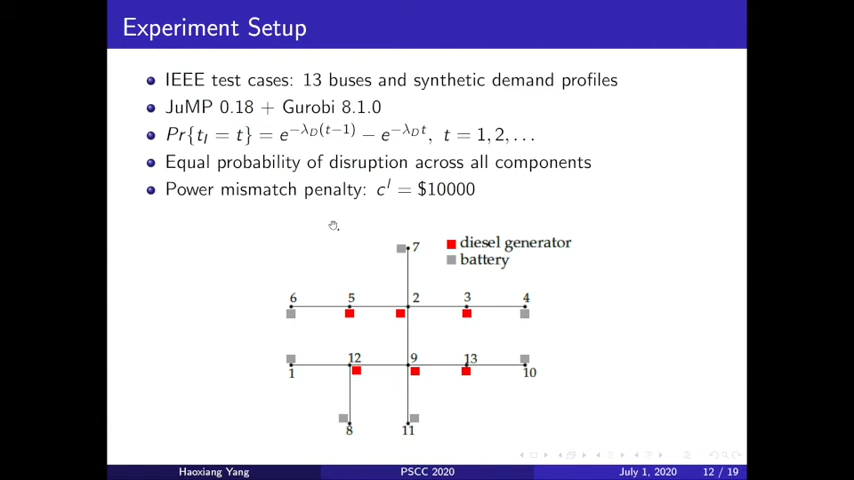 Experiment Setup
IEEE test cases: 13 buses and synthetic demand profiles
JuMP 0.18 + Gurobi 8.1.0
Pr{t_I = t} = e^{−λ_D(t−1)} − e^{−λ_D t}, t = 1, 2, . . .
Equal probability of disruption across all components
Power mismatch penalty: c^l = $10000
7
diesel generator
battery
6 5 2 3 4
12 9 13
1 10
8 11
Haoxiang Yang PSCC 2020 July 1, 2020 12 / 19